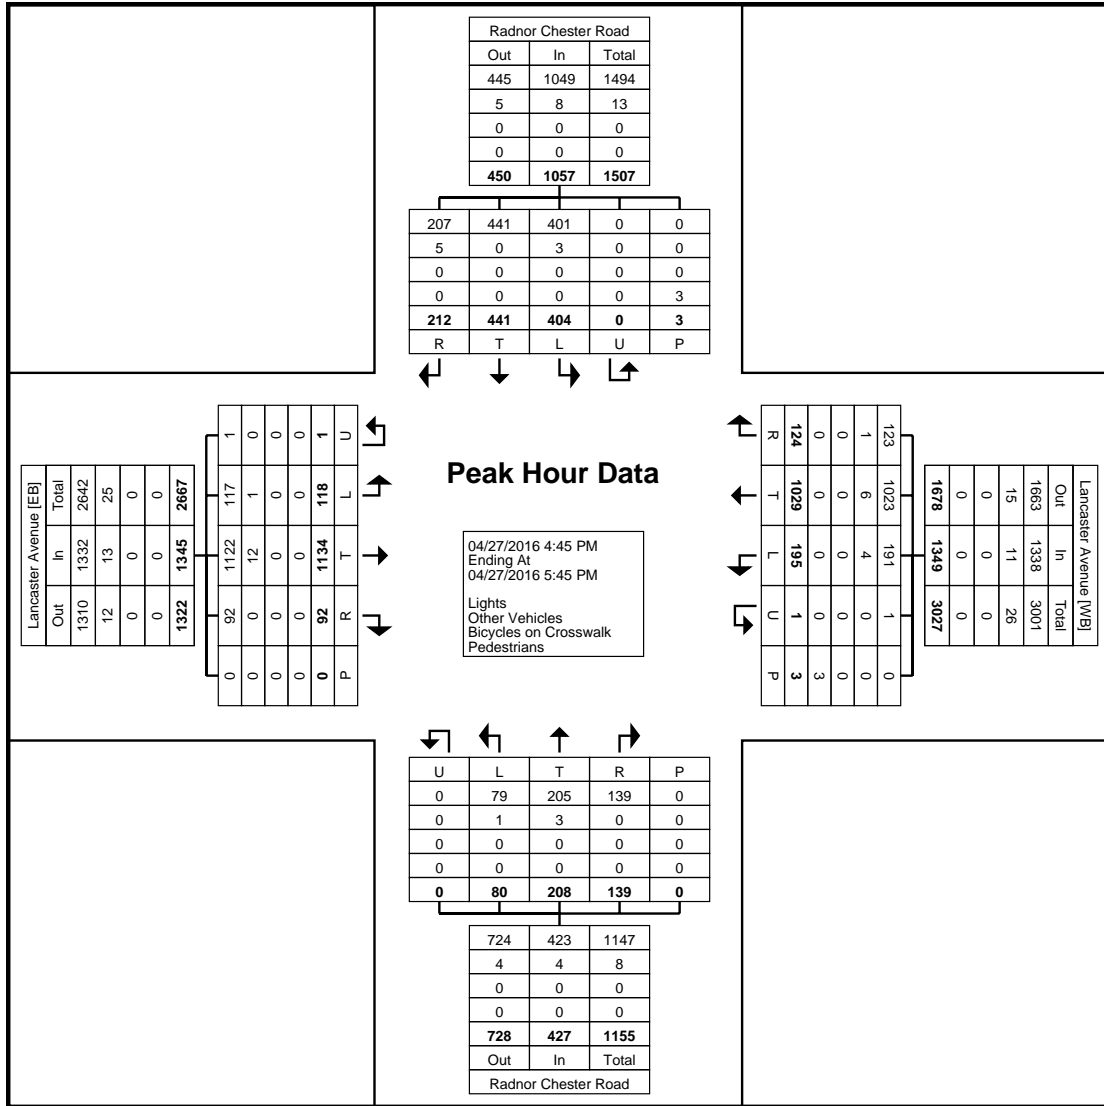 Radnor Chester Road
Out In Total
445 1049 1494
5 8 13
0 0 0
0 0 0
450 1057 1507
207 441 401 0 0
5 0 3 0 0
0 0 0 0 0
0 0 0 0 3
212 441 404 0 3
R T L U P
Lancaster Avenue [EB]
Out In Total
1310 1332 2642
12 13 25
0 0 0
0 0 0
1322 1345 2667
1 117 1122 92 0
0 1 12 0 0
0 0 0 0 0
0 0 0 0 0
1 118 1134 92 0
U L T R P
Peak Hour Data
04/27/2016 4:45 PM
Ending At
04/27/2016 5:45 PM
Lights
Other Vehicles
Bicycles on Crosswalk
Pedestrians
R T L U P
124 1029 195 1 3
0 0 0 0 3
0 0 0 0 0
1 6 4 0 0
123 1023 191 1 0
Lancaster Avenue [WB]
Out In Total
1663 1338 3001
15 11 26
0 0 0
0 0 0
1678 1349 3027
U L T R P
0 79 205 139 0
0 1 3 0 0
0 0 0 0 0
0 0 0 0 0
0 80 208 139 0
724 423 1147
4 4 8
0 0 0
0 0 0
728 427 1155
Out In Total
Radnor Chester Road